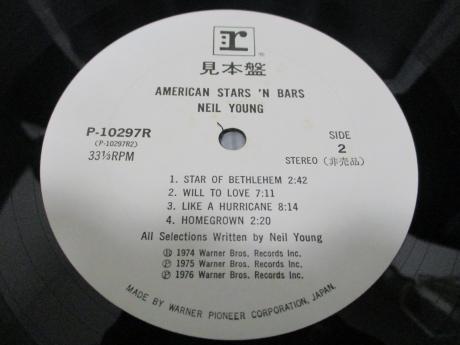 r
®
見本盤
AMERICAN STARS 'N BARS
NEIL YOUNG
P-10297R
(P-10297R2)
33⅓RPM
SIDE
2
STEREO (非売品)
1. STAR OF BETHLEHEM 2:42
2. WILL TO LOVE 7:11
3. LIKE A HURRICANE 8:14
4. HOMEGROWN 2:20
All Selections Written by Neil Young
Ⓟ 1974 Warner Bros. Records Inc.
Ⓟ 1975 Warner Bros. Records Inc.
Ⓟ 1976 Warner Bros. Records Inc.
MADE BY WARNER PIONEER CORPORATION, JAPAN.